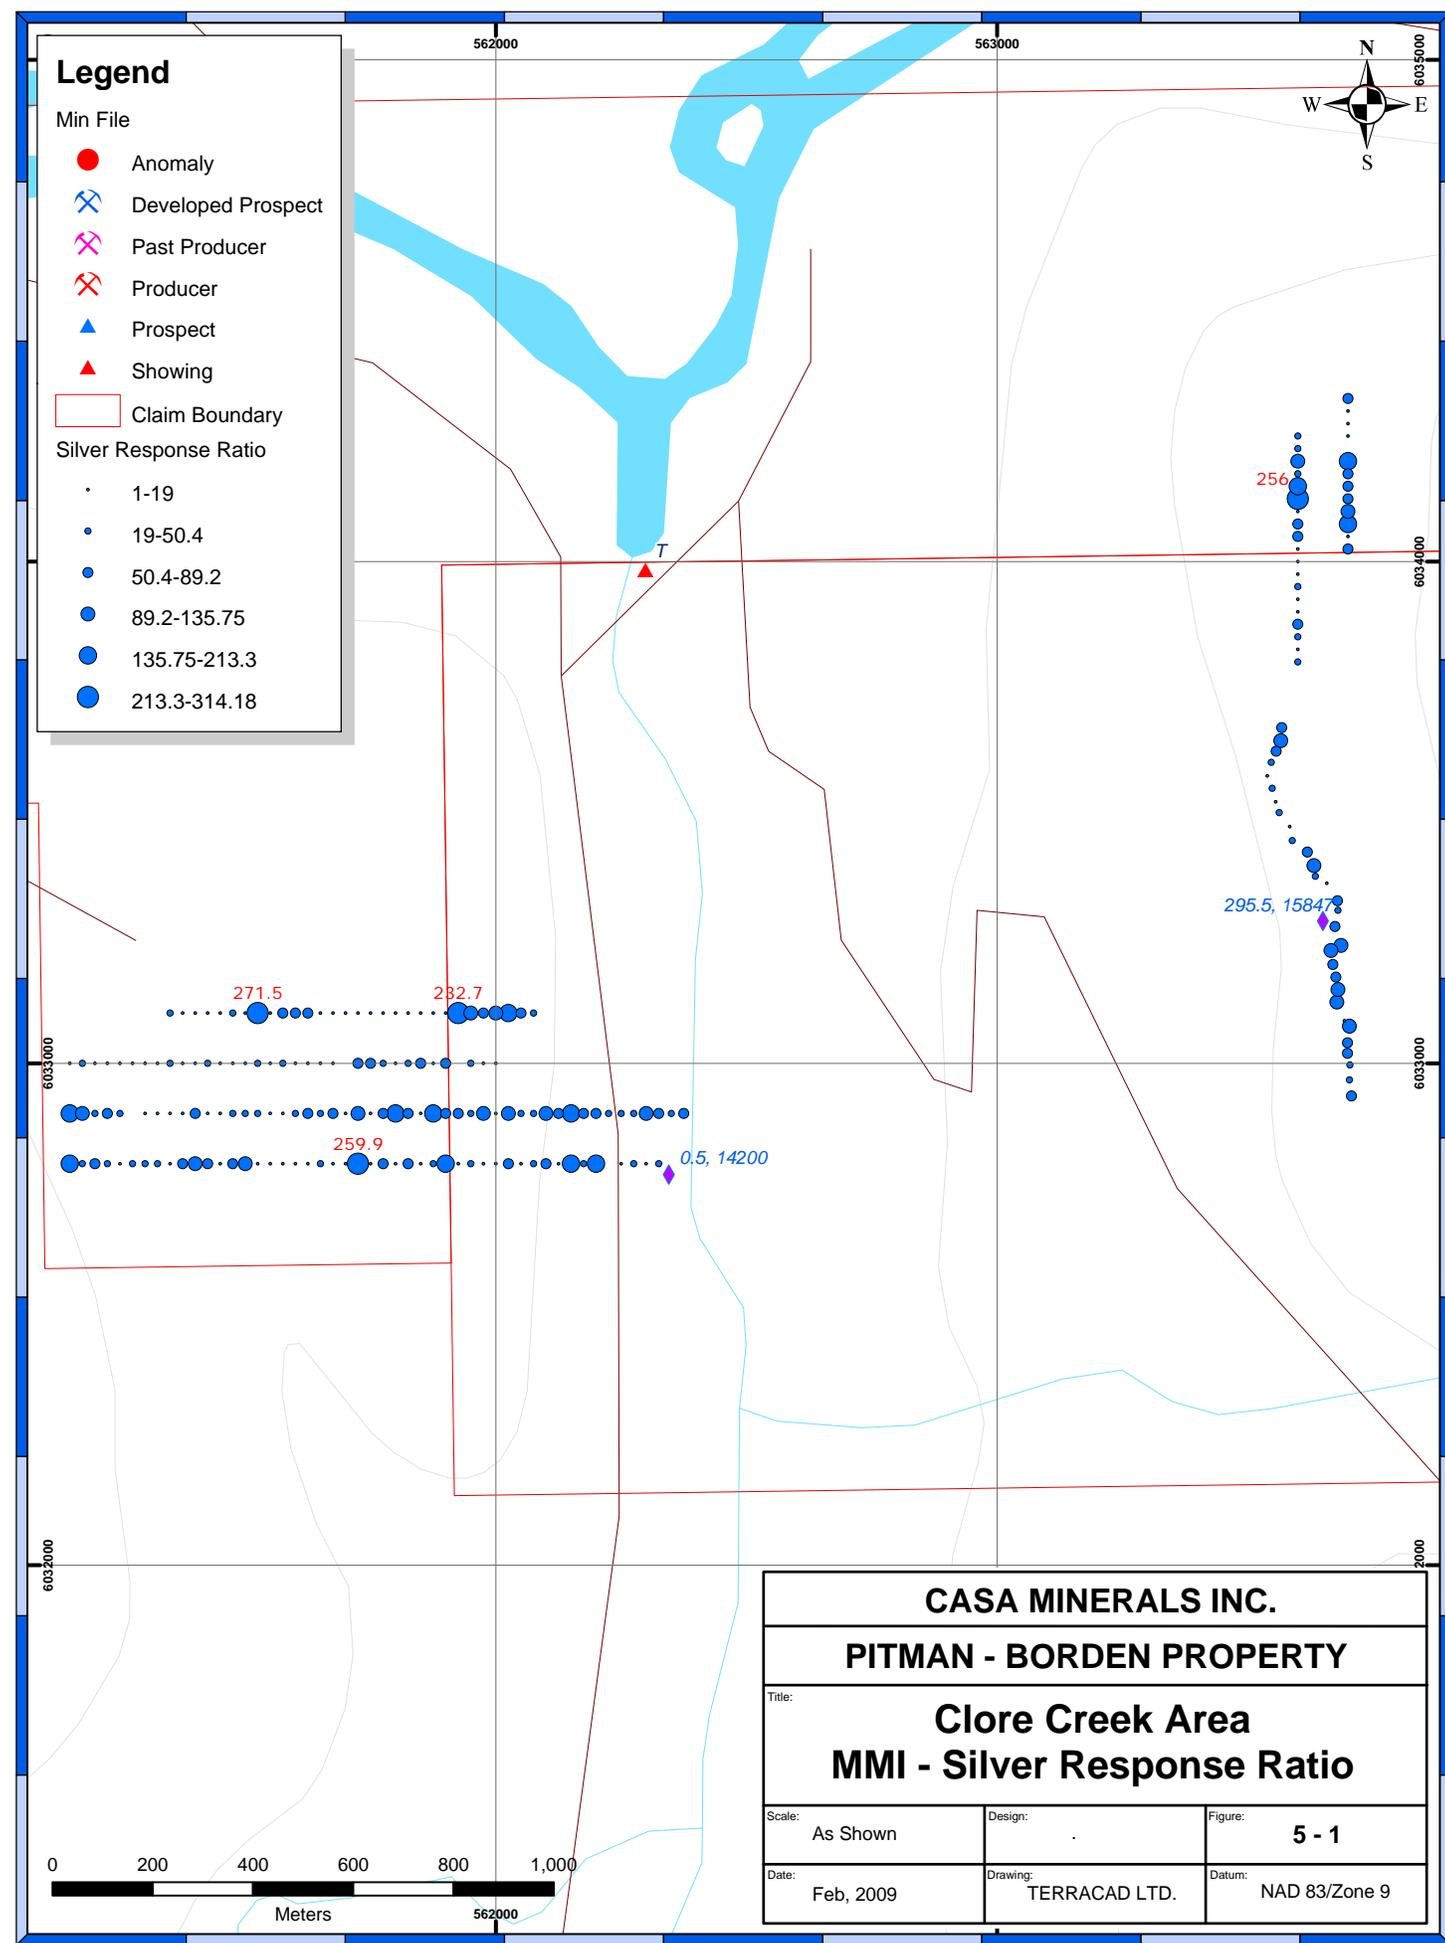 562000
563000
6035000
N
W
E
S
Legend
Min File
Anomaly
Developed Prospect
Past Producer
Producer
Prospect
Showing
Claim Boundary
Silver Response Ratio
1-19
19-50.4
50.4-89.2
89.2-135.75
135.75-213.3
213.3-314.18
256
T
6034000
295.5, 15847
271.5
232.7
6033000
6033000
259.9
0.5, 14200
6032000
2000
CASA MINERALS INC.
PITMAN - BORDEN PROPERTY
Title:
Clore Creek Area
MMI - Silver Response Ratio
Scale:
As Shown
Design:
.
Figure:
5 - 1
Date:
Feb, 2009
Drawing:
TERRACAD LTD.
Datum:
NAD 83/Zone 9
0 200 400 600 800 1,000
Meters
562000